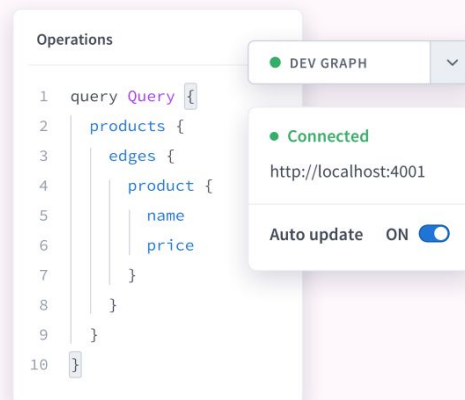 Operations
1 query Query {
2 products {
3 edges {
4 product {
5 name
6 price
7 }
8 }
9 }
10 }
DEV GRAPH
Connected
http://localhost:4001
Auto update ON